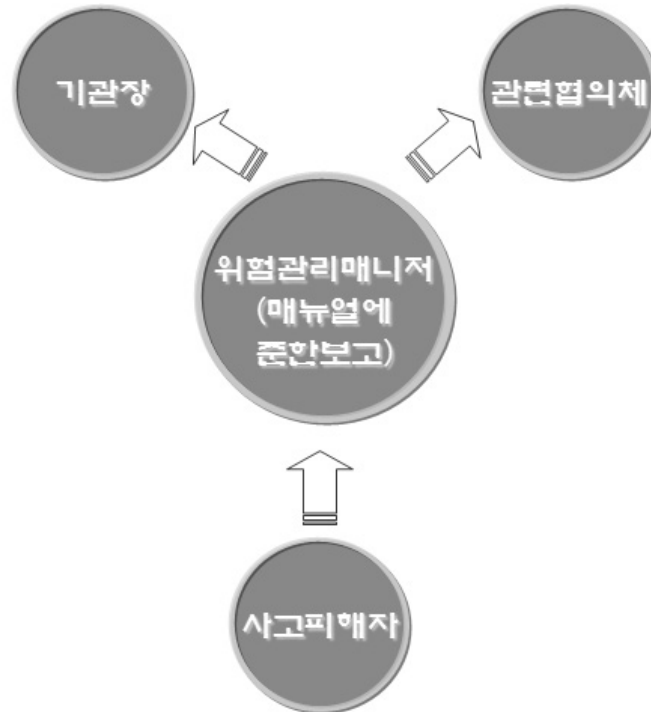 기관장
관련협의체
위험관리매니저
(매뉴얼에
준한보고)
사고피해자